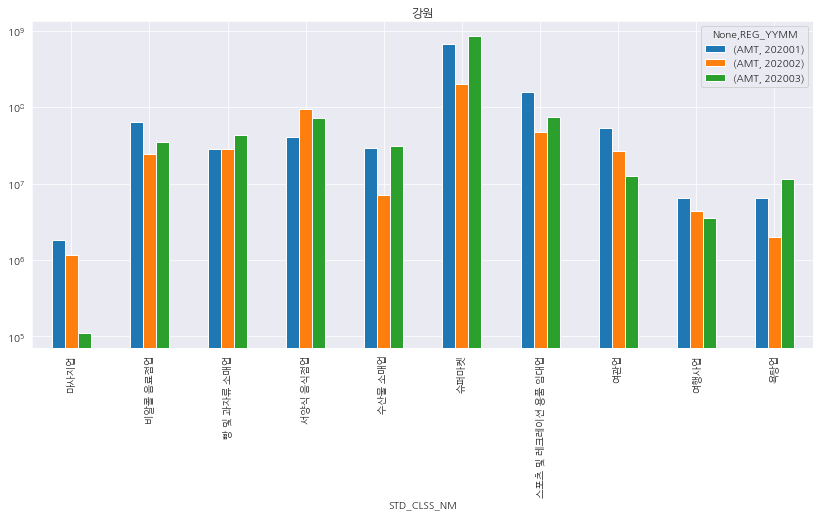 강원
None,REG_YYMM
(AMT, 202001)
(AMT, 202002)
(AMT, 202003)
10⁹
10⁸
10⁷
10⁶
10⁵
마사지업
비알콜 음료점업
빵 및 과자류 소매업
서양식 음식점업
수산물 소매업
슈퍼마켓
스포츠 및 레크레이션 용품 임대업
여관업
여행사업
욕탕업
STD_CLSS_NM